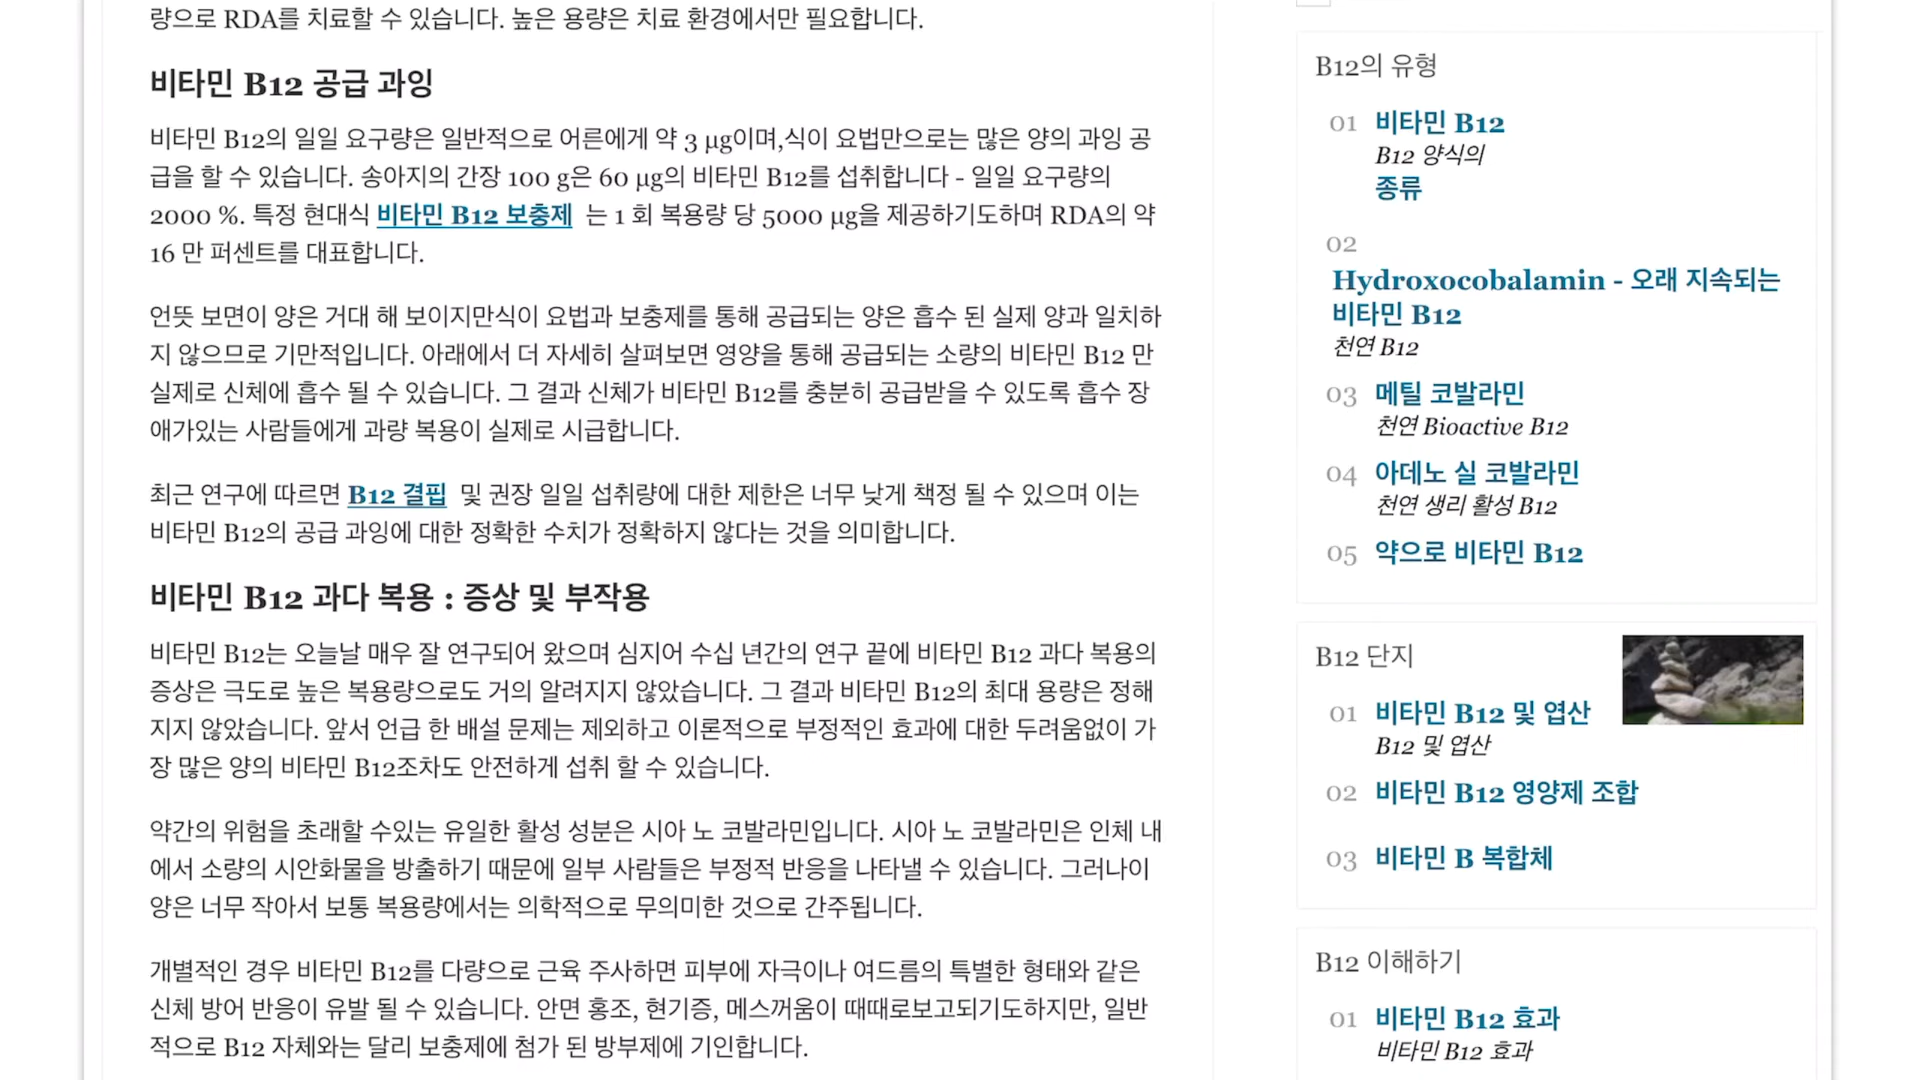 량으로 RDA를 치료할 수 있습니다. 높은 용량은 치료 환경에서만 필요합니다.
비타민 B12 공급 과잉
비타민 B12의 일일 요구량은 일반적으로 어른에게 약 3 µg이며,식이 요법만으로는 많은 양의 과잉 공
급을 할 수 있습니다. 송아지의 간장 100 g은 60 µg의 비타민 B12를 섭취합니다 - 일일 요구량의
2000 %. 특정 현대식 비타민 B12 보충제 는 1 회 복용량 당 5000 µg을 제공하기도하며 RDA의 약
16 만 퍼센트를 대표합니다.
언뜻 보면이 양은 거대 해 보이지만식이 요법과 보충제를 통해 공급되는 양은 흡수 된 실제 양과 일치하
지 않으므로 기만적입니다. 아래에서 더 자세히 살펴보면 영양을 통해 공급되는 소량의 비타민 B12 만
실제로 신체에 흡수 될 수 있습니다. 그 결과 신체가 비타민 B12를 충분히 공급받을 수 있도록 흡수 장
애가있는 사람들에게 과량 복용이 실제로 시급합니다.
최근 연구에 따르면 B12 결핍 및 권장 일일 섭취량에 대한 제한은 너무 낮게 책정 될 수 있으며 이는
비타민 B12의 공급 과잉에 대한 정확한 수치가 정확하지 않다는 것을 의미합니다.
비타민 B12 과다 복용 : 증상 및 부작용
비타민 B12는 오늘날 매우 잘 연구되어 왔으며 심지어 수십 년간의 연구 끝에 비타민 B12 과다 복용의
증상은 극도로 높은 복용량으로도 거의 알려지지 않았습니다. 그 결과 비타민 B12의 최대 용량은 정해
지지 않았습니다. 앞서 언급 한 배설 문제는 제외하고 이론적으로 부정적인 효과에 대한 두려움없이 가
장 많은 양의 비타민 B12조차도 안전하게 섭취 할 수 있습니다.
약간의 위험을 초래할 수있는 유일한 활성 성분은 시아 노 코발라민입니다. 시아 노 코발라민은 인체 내
에서 소량의 시안화물을 방출하기 때문에 일부 사람들은 부정적 반응을 나타낼 수 있습니다. 그러나이
양은 너무 작아서 보통 복용량에서는 의학적으로 무의미한 것으로 간주됩니다.
개별적인 경우 비타민 B12를 다량으로 근육 주사하면 피부에 자극이나 여드름의 특별한 형태와 같은
신체 방어 반응이 유발 될 수 있습니다. 안면 홍조, 현기증, 메스꺼움이 때때로보고되기도하지만, 일반
적으로 B12 자체와는 달리 보충제에 첨가 된 방부제에 기인합니다.
B12의 유형
01 비타민 B12
B12 양식의
종류
02
Hydroxocobalamin - 오래 지속되는
비타민 B12
천연 B12
03 메틸 코발라민
천연 Bioactive B12
04 아데노 실 코발라민
천연 생리 활성 B12
05 약으로 비타민 B12
B12 단지
01 비타민 B12 및 엽산
B12 및 엽산
02 비타민 B12 영양제 조합
03 비타민 B 복합체
B12 이해하기
01 비타민 B12 효과
비타민 B12 효과